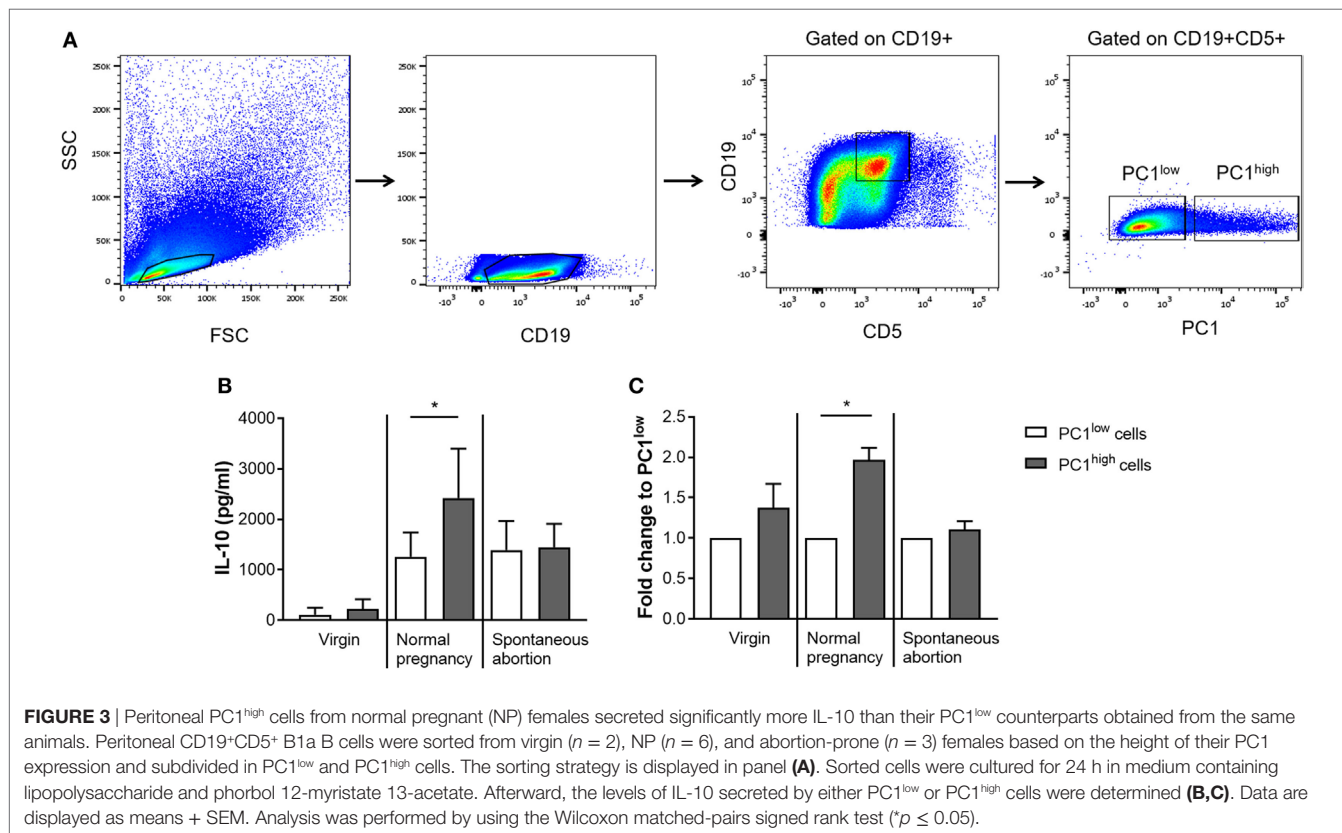 A
Gated on CD19+
Gated on CD19+CD5+
250K
200K
150K
100K
50K
0
0 50K 100K 150K 200K 250K
SSC
FSC
250K
200K
150K
100K
50K
0
-10³ 0 10³ 10⁴ 10⁵
CD19
10⁵
10⁴
10³
0
-10³
-10³ 0 10³ 10⁴ 10⁵
CD19
CD5
PC1ˡᵒʷ PC1ʰⁱᵍʰ
10⁵
10⁴
10³
0
-10³
-10³ 0 10³ 10⁴ 10⁵
PC1
B
4000
3000
2000
1000
0
IL-10 (pg/ml)
*
Virgin
Normal
pregnancy
Spontaneous
abortion
C
2.5
2.0
1.5
1.0
0.5
0.0
Fold change to PC1ˡᵒʷ
*
Virgin
Normal
pregnancy
Spontaneous
abortion
PC1ˡᵒʷ cells
PC1ʰⁱᵍʰ cells
FIGURE 3 | Peritoneal PC1ʰⁱᵍʰ cells from normal pregnant (NP) females secreted significantly more IL-10 than their PC1ˡᵒʷ counterparts obtained from the same
animals. Peritoneal CD19⁺CD5⁺ B1a B cells were sorted from virgin (n = 2), NP (n = 6), and abortion-prone (n = 3) females based on the height of their PC1
expression and subdivided in PC1ˡᵒʷ and PC1ʰⁱᵍʰ cells. The sorting strategy is displayed in panel (A). Sorted cells were cultured for 24 h in medium containing
lipopolysaccharide and phorbol 12-myristate 13-acetate. Afterward, the levels of IL-10 secreted by either PC1ˡᵒʷ or PC1ʰⁱᵍʰ cells were determined (B,C). Data are
displayed as means + SEM. Analysis was performed by using the Wilcoxon matched-pairs signed rank test (*p ≤ 0.05).